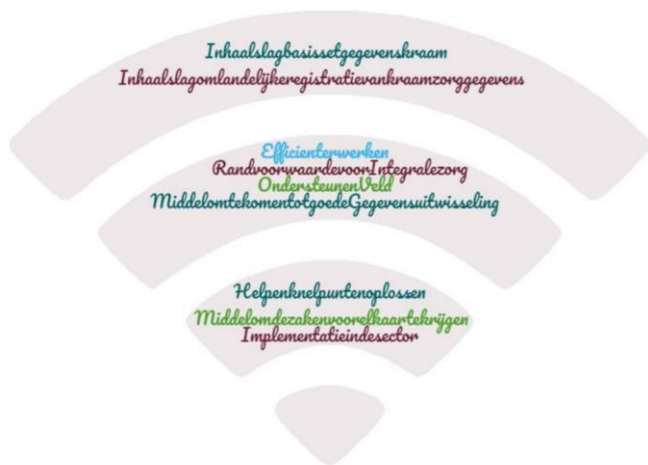 Inhaalslagbasissetgegevenskraam
Inhaalslagomlandelijkeregistratievankraamzorggegevens
Efficienterwerken
RandvoorwaardevoorIntegralezorg
OndersteunenVeld
MiddelomtekomentotgoedeGegevensuitwisseling
Helpenknelpuntenoplossen
Middelomdezakenvoorelkaartekrijgen
Implementatieindesector